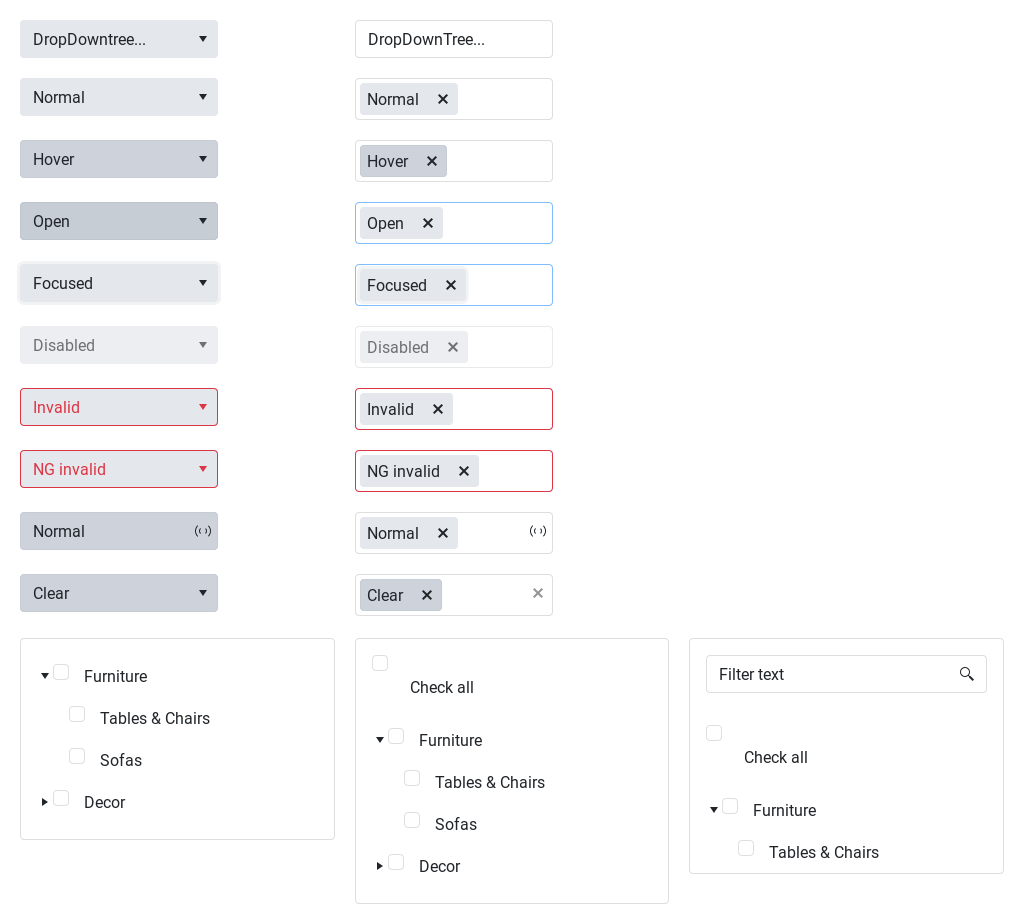 DropDowntree...
DropDownTree...
Normal
Normal
Hover
Hover
Open
Open
Focused
Focused
Disabled
Disabled
Invalid
Invalid
NG invalid
NG invalid
Normal
Normal
Clear
Clear
Furniture
Tables & Chairs
Sofas
Decor
Check all
Furniture
Tables & Chairs
Sofas
Decor
Filter text
Check all
Furniture
Tables & Chairs